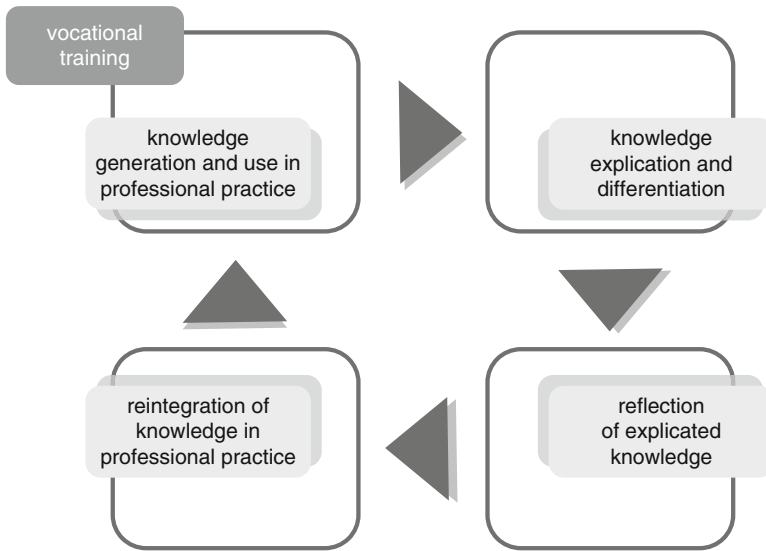 vocational
training
knowledge
generation and use in
professional practice
knowledge
explication and
differentiation
reintegration of
knowledge in
professional practice
reflection
of explicated
knowledge